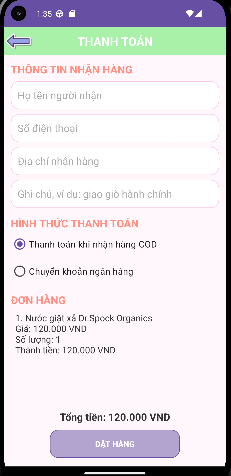 1:35
THANH TOÁN
THÔNG TIN NHẬN HÀNG
Họ tên người nhận
Số điện thoại
Địa chỉ nhận hàng
Ghi chú, ví dụ: giao giờ hành chính
HÌNH THỨC THANH TOÁN
Thanh toán khi nhận hàng COD
Chuyển khoản ngân hàng
ĐƠN HÀNG
1. Nước giặt xả Dr.Spock Organics
Giá: 120.000 VND
Số lượng: 1
Thành tiền: 120.000 VND
Tổng tiền: 120.000 VND
ĐẶT HÀNG